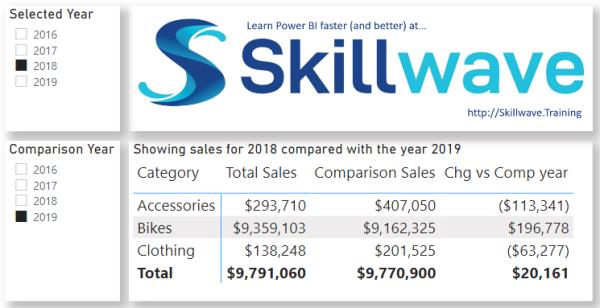 Selected Year
2016
2017
2018
2019
Learn Power BI faster (and better) at...
Skillwave
http://Skillwave.Training
Comparison Year
2016
2017
2018
2019
Showing sales for 2018 compared with the year 2019
Category Total Sales Comparison Sales Chg vs Comp year
Accessories $293,710 $407,050 ($113,341)
Bikes $9,359,103 $9,162,325 $196,778
Clothing $138,248 $201,525 ($63,277)
Total $9,791,060 $9,770,900 $20,161